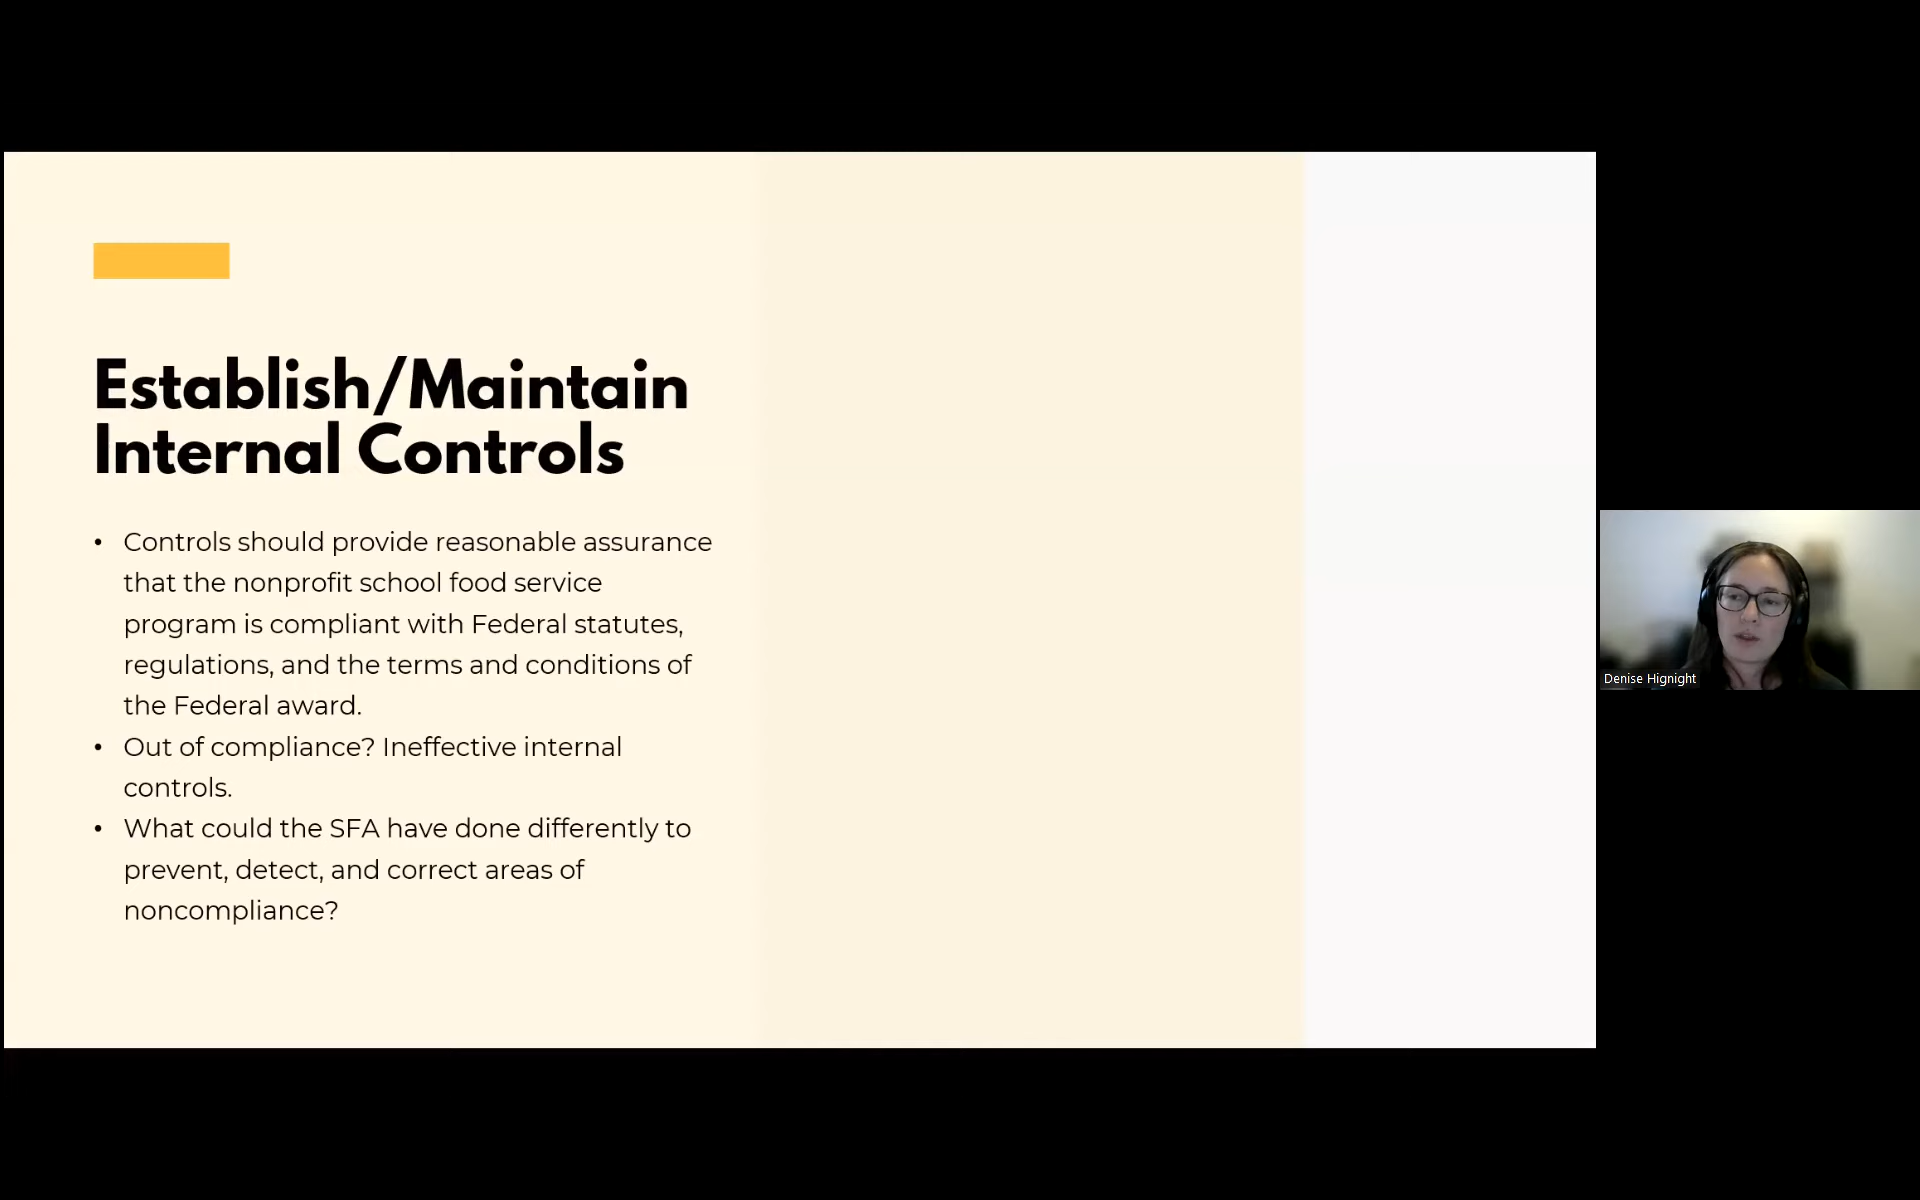 Establish/Maintain
Internal Controls
• Controls should provide reasonable assurance
that the nonprofit school food service
program is compliant with Federal statutes,
regulations, and the terms and conditions of
the Federal award.
• Out of compliance? Ineffective internal
controls.
• What could the SFA have done differently to
prevent, detect, and correct areas of
noncompliance?
Denise Hignight